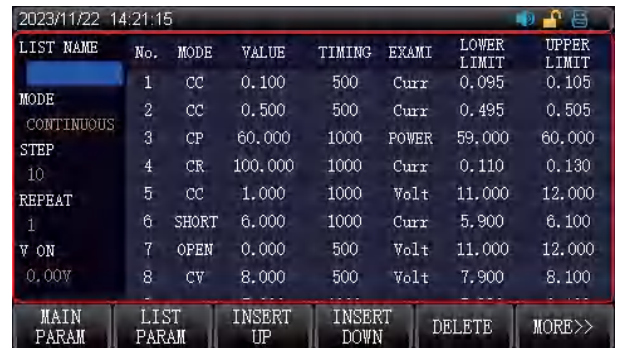 2023/11/22 14:21:15
LIST NAME No. MODE VALUE TIMING EXAMI LOWER LIMIT UPPER LIMIT
1 CC 0.100 500 Curr 0.095 0.105
MODE
2 CC 0.500 500 Curr 0.495 0.505
CONTINUOUS
3 CP 60.000 1000 POWER 59.000 60.000
STEP
10
4 CR 100.000 1000 Curr 0.110 0.130
REPEAT
5 CC 1.000 1000 Volt 11.000 12.000
1
6 SHORT 6.000 1000 Curr 5.900 6.100
V ON
7 OPEN 0.000 500 Volt 11.000 12.000
0.00V
8 CV 8.000 500 Volt 7.900 8.100
MAIN PARAM LIST PARAM INSERT UP INSERT DOWN DELETE MORE>>